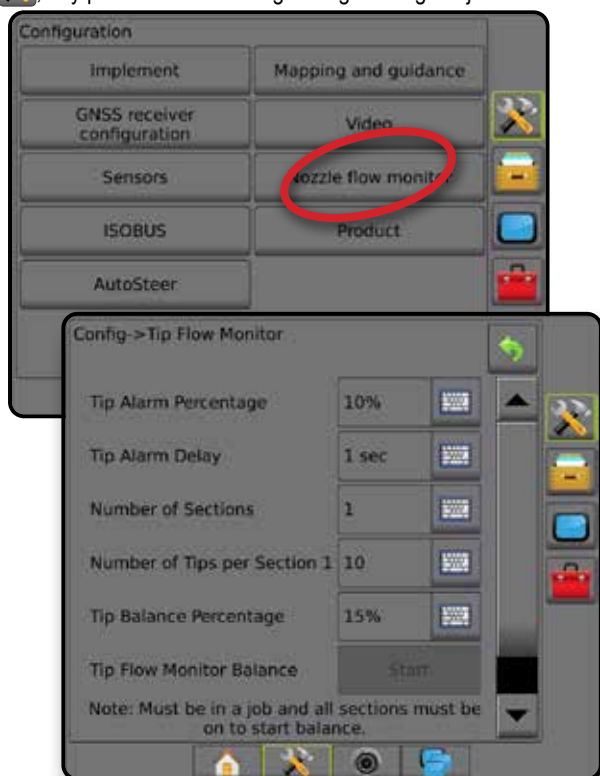 Configuration
Implement
Mapping and guidance
GNSS receiver
configuration
Video
Sensors
Nozzle flow monitor
ISOBUS
Product
AutoSteer
Config->Tip Flow Monitor
Tip Alarm Percentage 10%
Tip Alarm Delay 1 sec
Number of Sections 1
Number of Tips per Section 1 10
Tip Balance Percentage 15%
Tip Flow Monitor Balance Start
Note: Must be in a job and all sections must be
on to start balance.